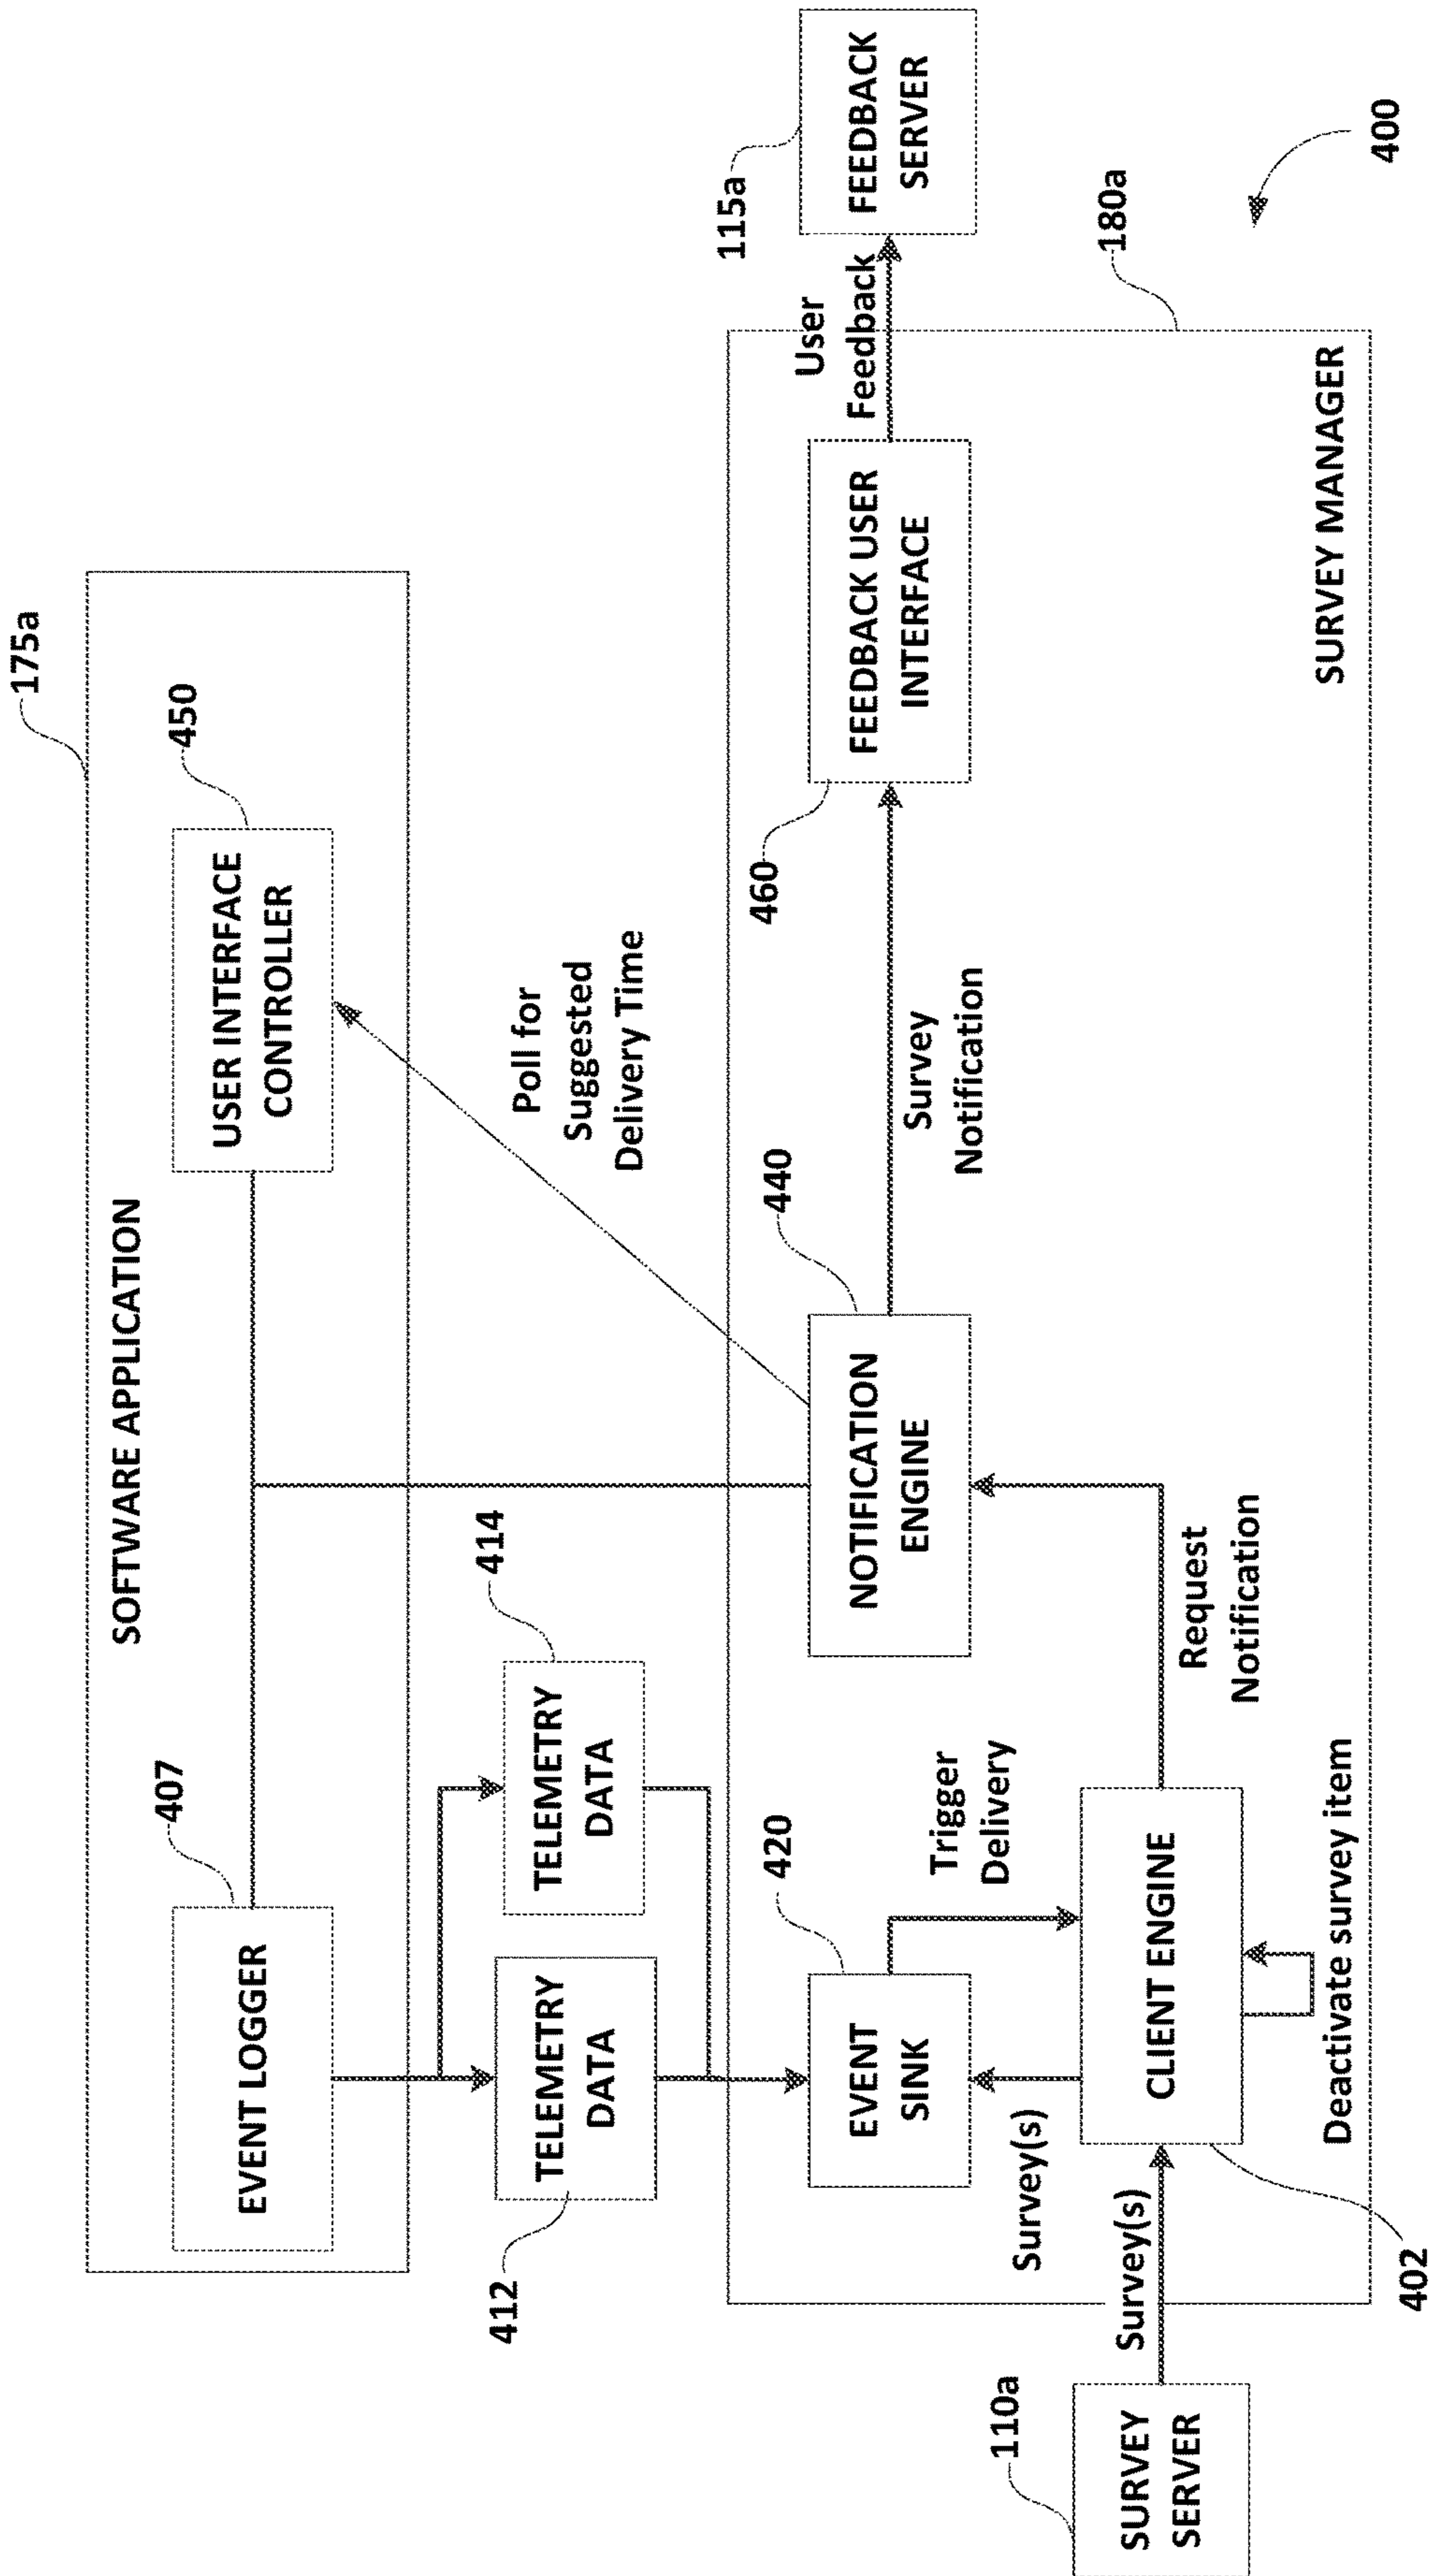 175a
SOFTWARE APPLICATION
407
EVENT LOGGER
450
USER INTERFACE
CONTROLLER
412
TELEMETRY
DATA
414
TELEMETRY
DATA
Poll for
Suggested
Delivery Time
420
EVENT
SINK
Trigger
Delivery
440
NOTIFICATION
ENGINE
Survey
Notification
460
FEEDBACK USER
INTERFACE
User
Feedback
115a
FEEDBACK
SERVER
110a
SURVEY
SERVER
Survey(s)
Survey(s)
CLIENT ENGINE
402
Deactivate survey item
Request
Notification
SURVEY MANAGER
180a
400